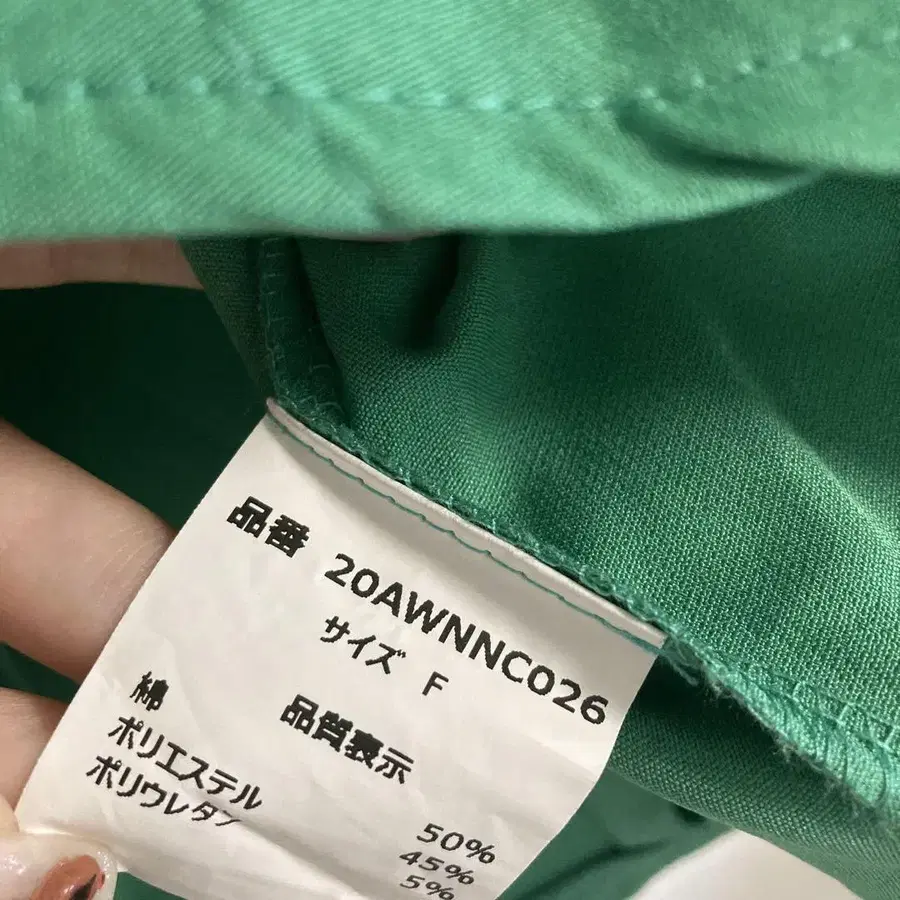 品番 20AWNNC026
サイズ F
品質表示
綿 50%
ポリエステル 45%
ポリウレタン 5%